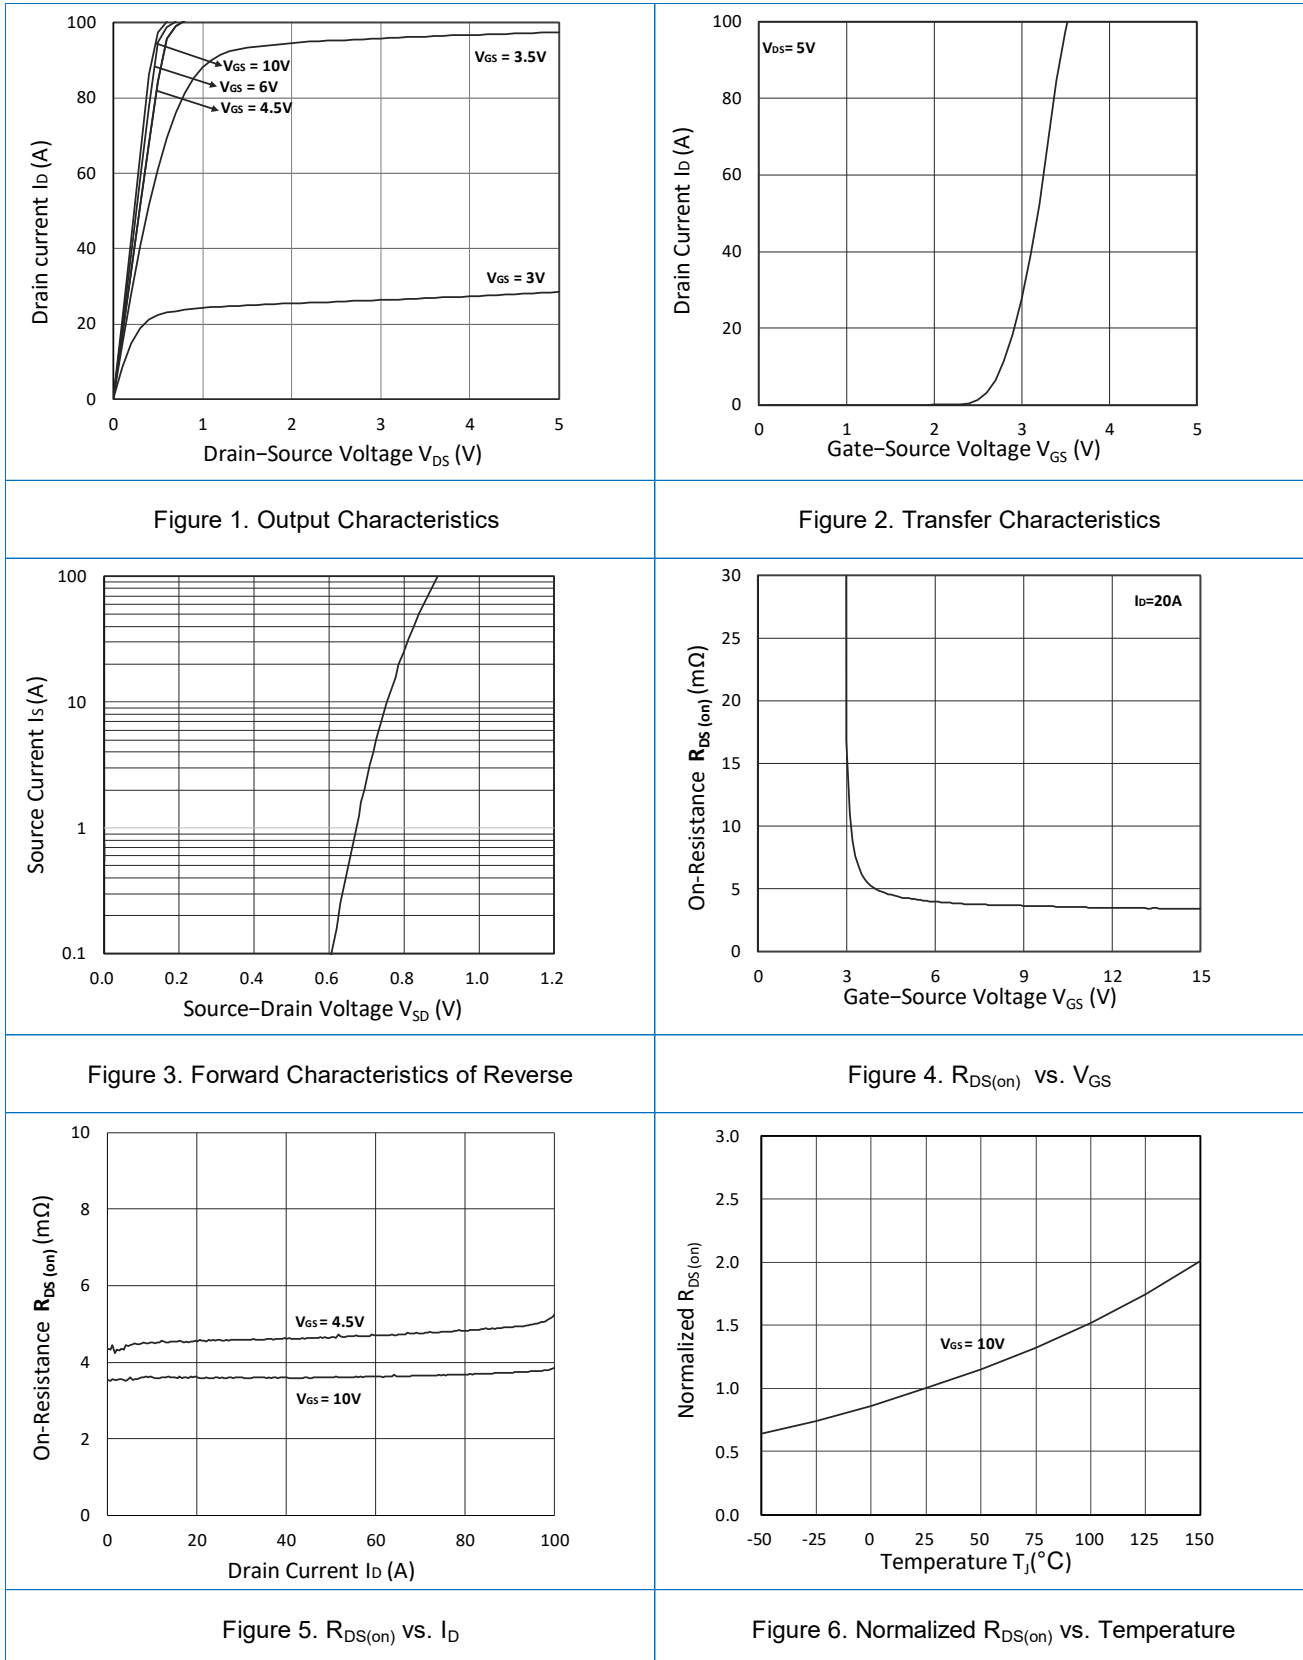 100
80
60
40
20
0
Drain current ID (A)
VGS = 10V
VGS = 6V
VGS = 4.5V
VGS = 3.5V
VGS = 3V
0 1 2 3 4 5
Drain−Source Voltage VDS (V)
Figure 1. Output Characteristics
100
80
60
40
20
0
Drain Current ID (A)
VDS= 5V
0 1 2 3 4 5
Gate−Source Voltage VGS (V)
Figure 2. Transfer Characteristics
100
10
1
0.1
Source Current IS (A)
0.0 0.2 0.4 0.6 0.8 1.0 1.2
Source−Drain Voltage VSD (V)
Figure 3. Forward Characteristics of Reverse
30
25
20
15
10
5
0
On-Resistance RDS (on) (mΩ)
ID=20A
0 3 6 9 12 15
Gate−Source Voltage VGS (V)
Figure 4. RDS(on) vs. VGS
10
8
6
4
2
0
On-Resistance RDS (on) (mΩ)
VGS = 4.5V
VGS = 10V
0 20 40 60 80 100
Drain Current ID (A)
Figure 5. RDS(on) vs. ID
3.0
2.5
2.0
1.5
1.0
0.5
0.0
Normalized RDS (on)
VGS = 10V
-50 -25 0 25 50 75 100 125 150
Temperature TJ(°C)
Figure 6. Normalized RDS(on) vs. Temperature